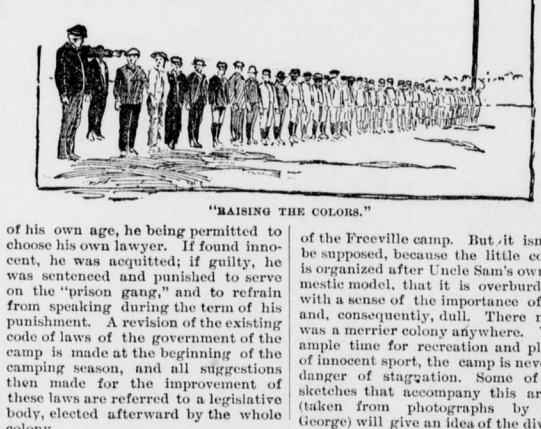 "RAISING THE COLORS."
of his own age, he being permitted to
choose his own lawyer. If found inno-
cent, he was acquitted; if guilty, he
was sentenced and punished to serve
on the "prison gang," and to refrain
from speaking during the term of his
punishment. A revision of the existing
code of laws of the government of the
camp is made at the beginning of the
camping season, and all suggestions
then made for the improvement of
these laws are referred to a legislative
body, elected afterward by the whole
colony.
of the Freeville camp. But it isn
be supposed, because the little co
is organized after Uncle Sam's own
mestic model, that it is overburd
with a sense of the importance of
and, consequently, dull. There n
was a merrier colony anywhere.
ample time for recreation and pl
of innocent sport, the camp is neve
danger of stagnation. Some of
sketches that accompany this ar
(taken from photographs by
George) will give an idea of the div